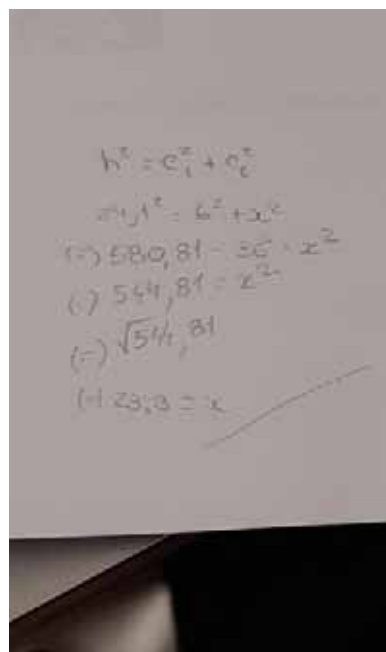 h² = c₁² + c₂²
24,1² = 6² + x²
(=) 580,81 - 36 = x²
(=) 544,81 = x²
(=) √544,81
(=) 23,3 = x